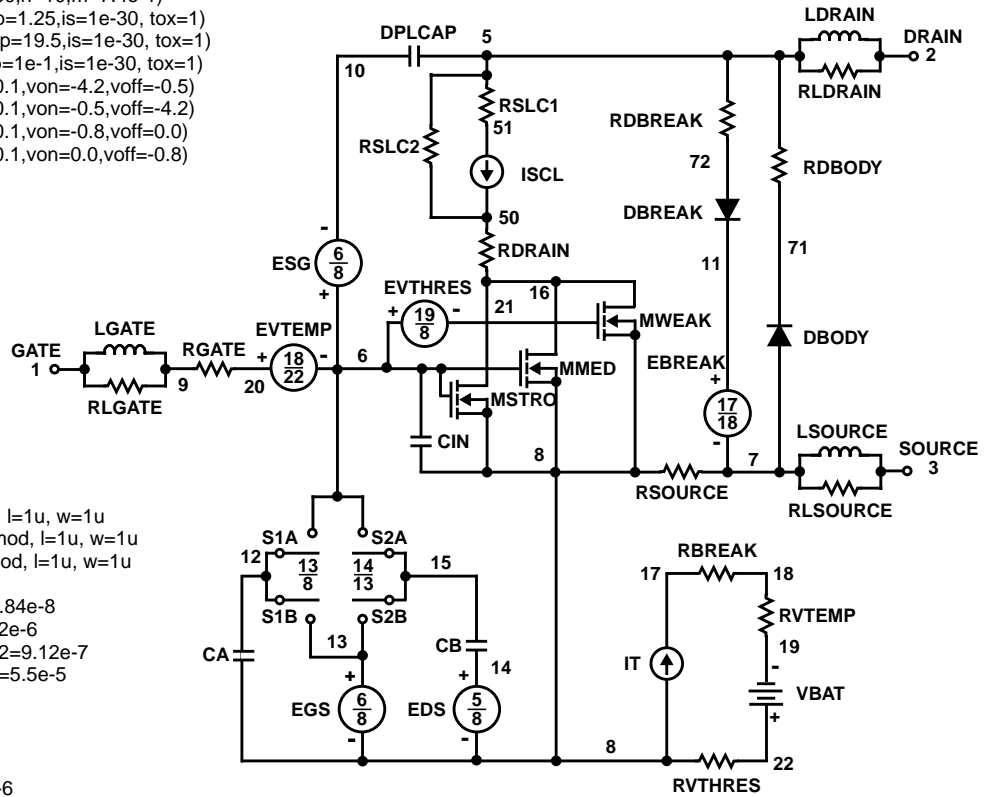 p=1.25,is=1e-30, tox=1)
p=19.5,is=1e-30, tox=1)
=1e-1,is=1e-30, tox=1)
0.1,von=-4.2,voff=-0.5)
0.1,von=-0.5,voff=-4.2)
0.1,von=-0.8,voff=0.0)
0.1,von=0.0,voff=-0.8)
LDRAIN
DPLCAP
5
DRAIN
2
10
RLDRAIN
RSLC1
51
RDBREAK
RSLC2
72
RDBODY
ISCL
DBREAK
50
RDRAIN
71
-
ESG
6
8
+
11
EVTHRES
+
19
8
-
21
16
MWEAK
LGATE
EVTEMP
DBODY
GATE
1
RGATE
+
18
22
-
6
MMED
EBREAK
+
9
20
RLGATE
MSTRO
17
18
-
CIN
LSOURCE
8
7
SOURCE
3
RSOURCE
RLSOURCE
l=1u, w=1u
mod, l=1u, w=1u
od, l=1u, w=1u
.84e-8
2e-6
2=9.12e-7
=5.5e-5
-6
S1A
S2A
12
13
8
14
13
15
S1B
S2B
13
CA
CB
+
EGS
6
8
-
14
+
EDS
5
8
-
RBREAK
17
18
RVTEMP
19
IT
-
VBAT
+
8
22
RVTHRES